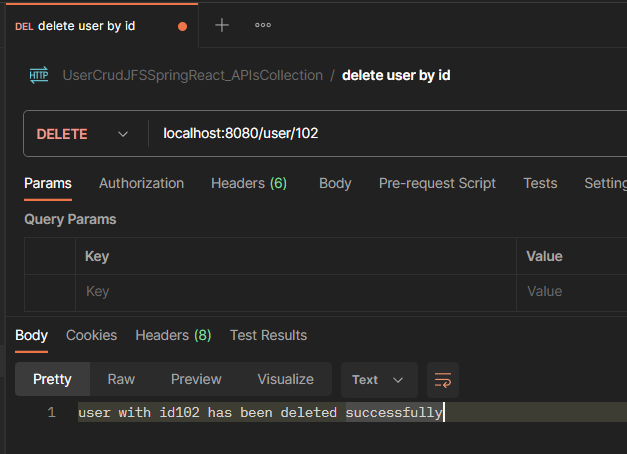 DEL delete user by id
HTTP UserCrudJFSSpringReact_APIsCollection / delete user by id
DELETE localhost:8080/user/102
Params Authorization Headers (6) Body Pre-request Script Tests Setting
Query Params
Key Value
Key Value
Body Cookies Headers (8) Test Results
Pretty Raw Preview Visualize Text
1 user with id102 has been deleted successfully